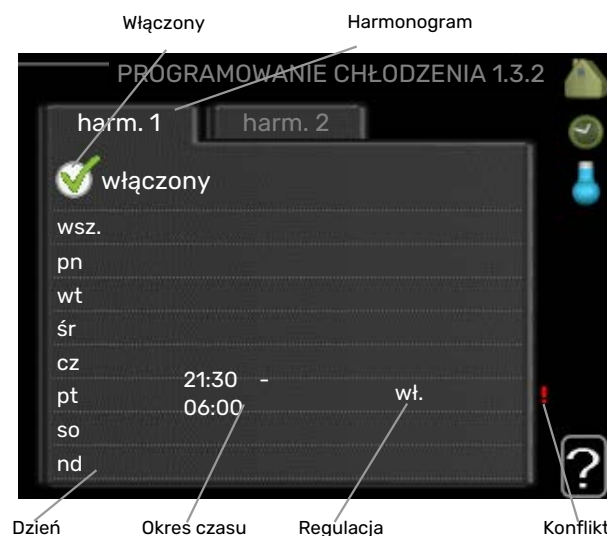 Włączony Harmonogram
PROGRAMOWANIE CHŁODZENIA 1.3.2
harm. 1 harm. 2
włączony
wsz.
pn
wt
śr
cz
pt 21:30 - 06:00 wł. !
so
nd
?
Dzień Okres czasu Regulacja Konflikt